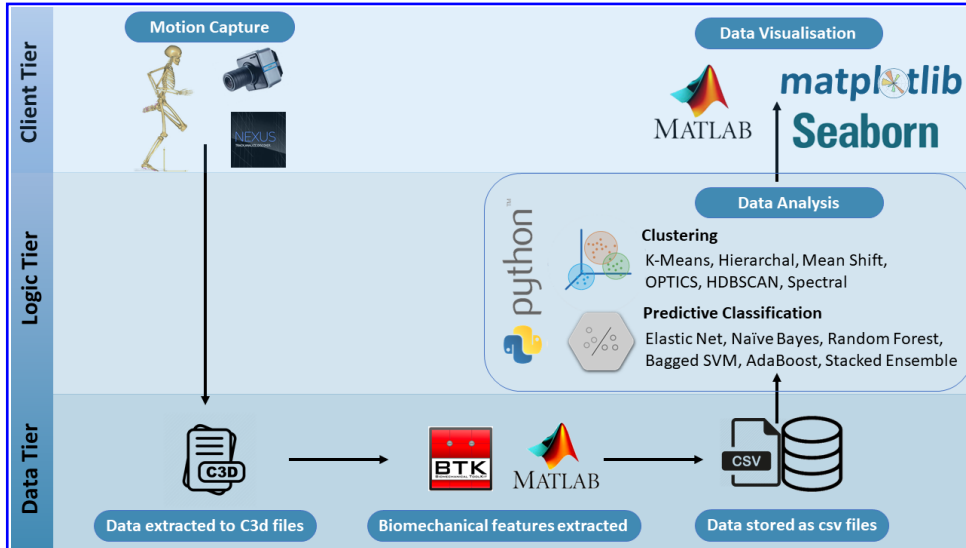 Client Tier
Motion Capture
NEXUS
Data Visualisation
MATLAB
matplotlib
Seaborn
Logic Tier
python™
Data Analysis
Clustering
K-Means, Hierarchal, Mean Shift,
OPTICS, HDBSCAN, Spectral
Predictive Classification
Elastic Net, Naïve Bayes, Random Forest,
Bagged SVM, AdaBoost, Stacked Ensemble
Data Tier
C3D
Data extracted to C3d files
BTK
MATLAB
Biomechanical features extracted
CSV
Data stored as csv files